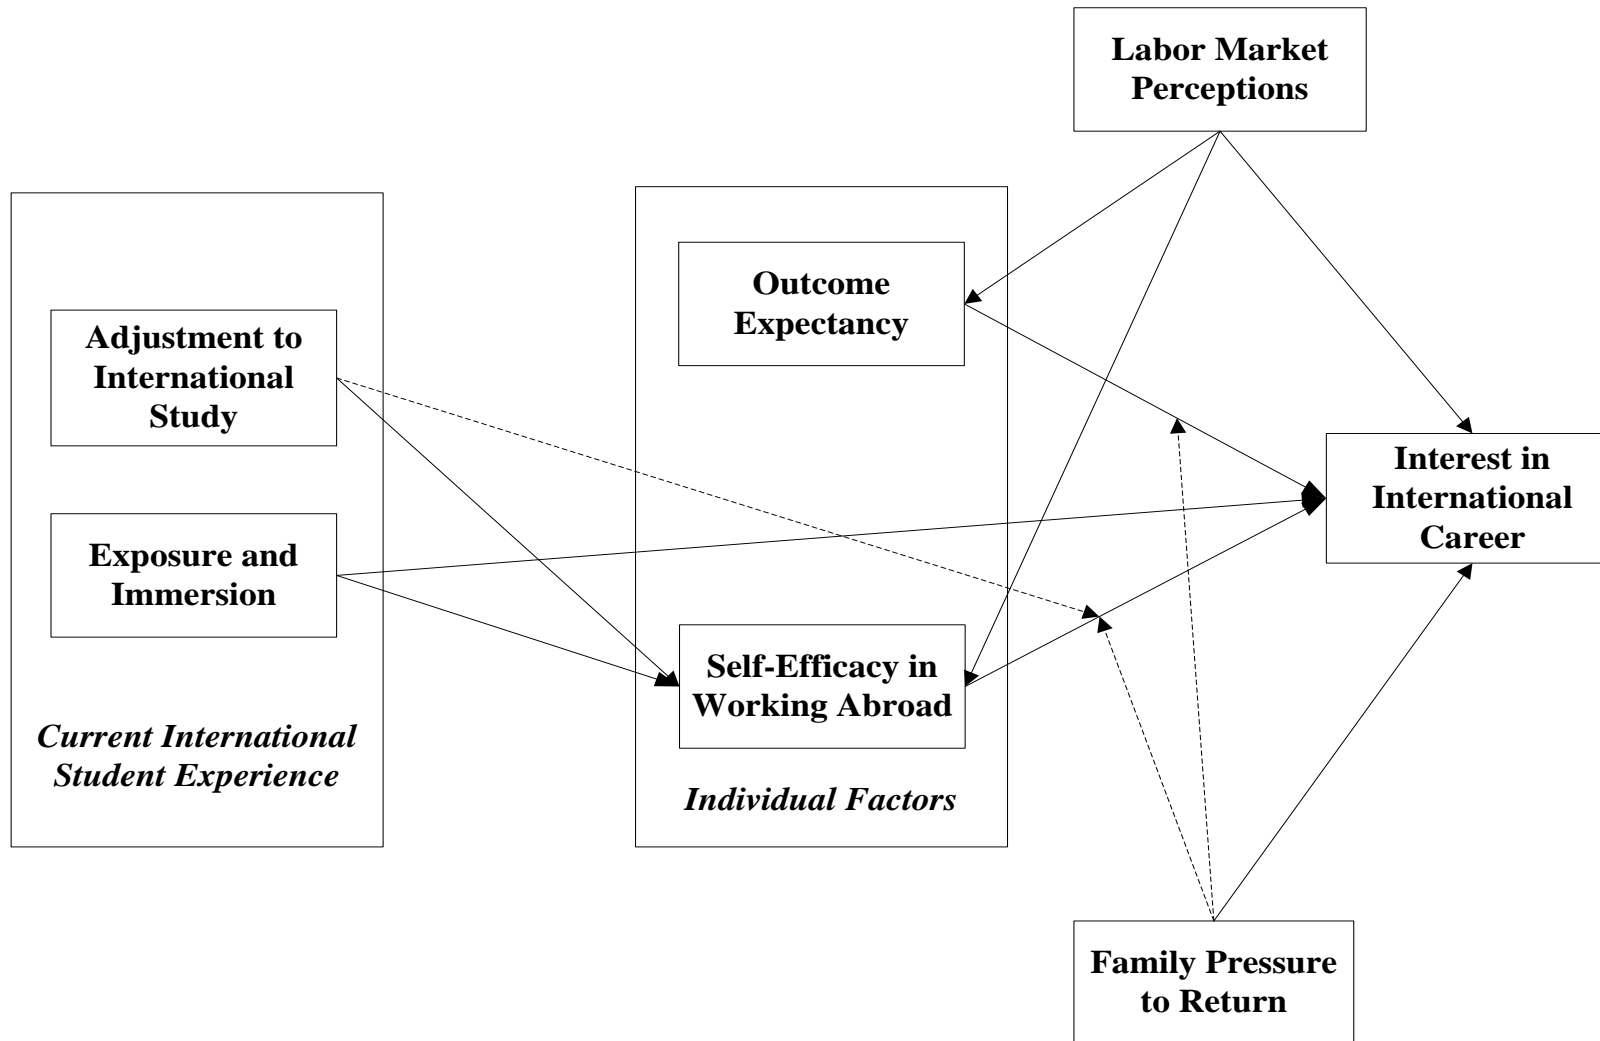 Labor Market
Perceptions
Outcome
Expectancy
Adjustment to
International
Study
Interest in
International
Career
Exposure and
Immersion
Self-Efficacy in
Working Abroad
Current International
Student Experience
Individual Factors
Family Pressure
to Return